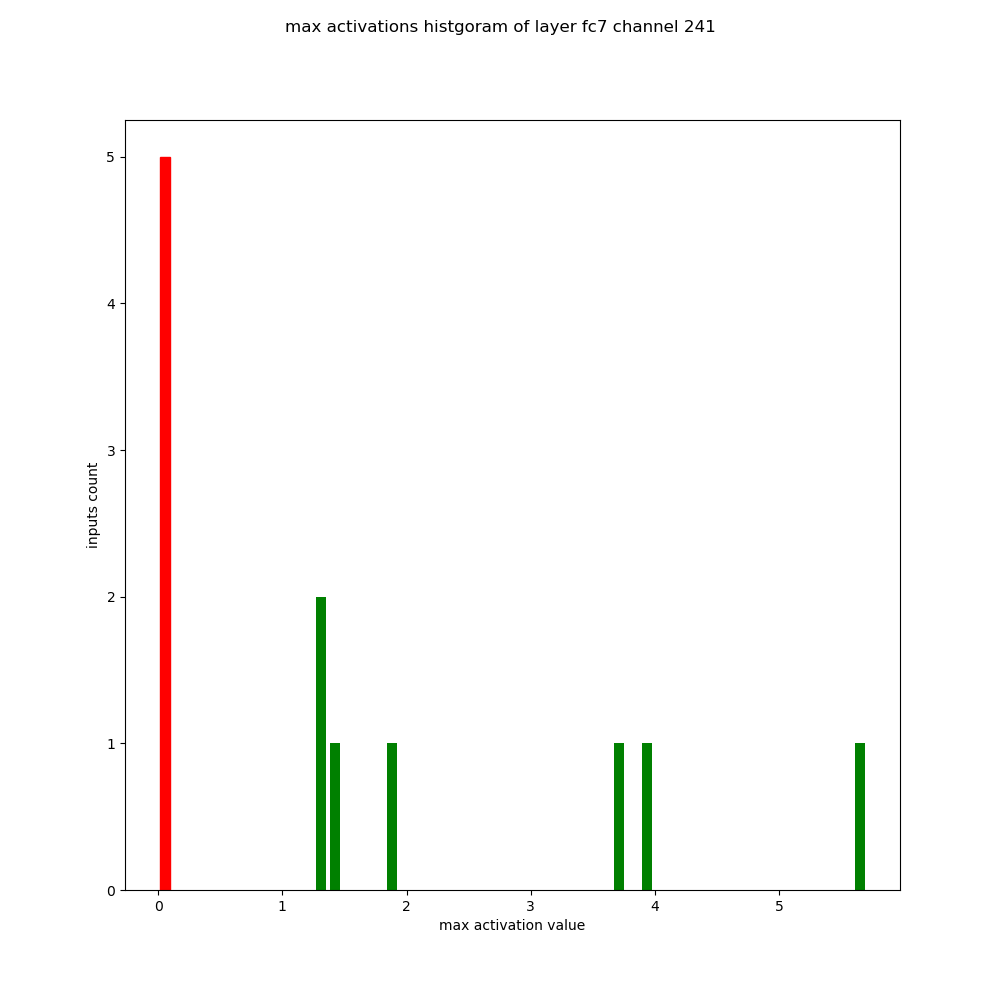 max activations histgoram of layer fc7 channel 241
5
4
3
2
1
0
inputs count
0 1 2 3 4 5
max activation value